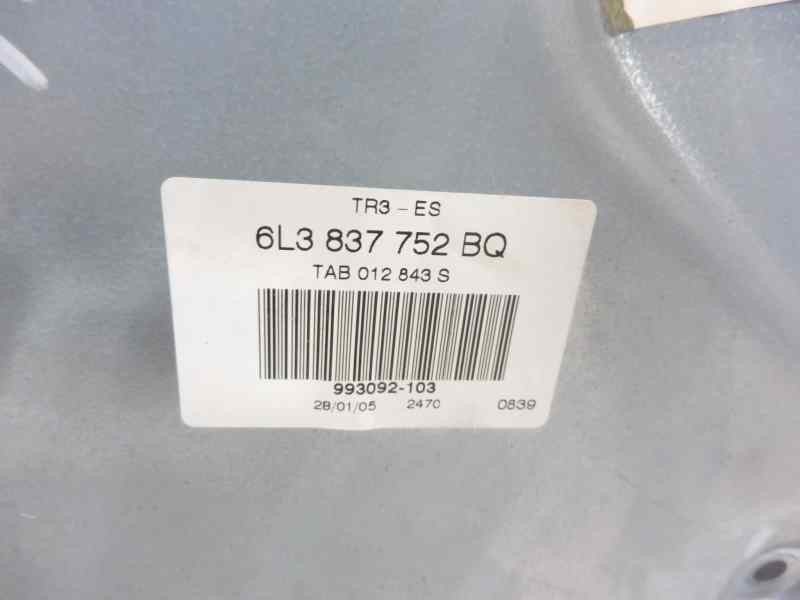 TR3 - ES
6L3 837 752 BQ
TAB 012 843 S
993092-103
28/01/05 2470 0839